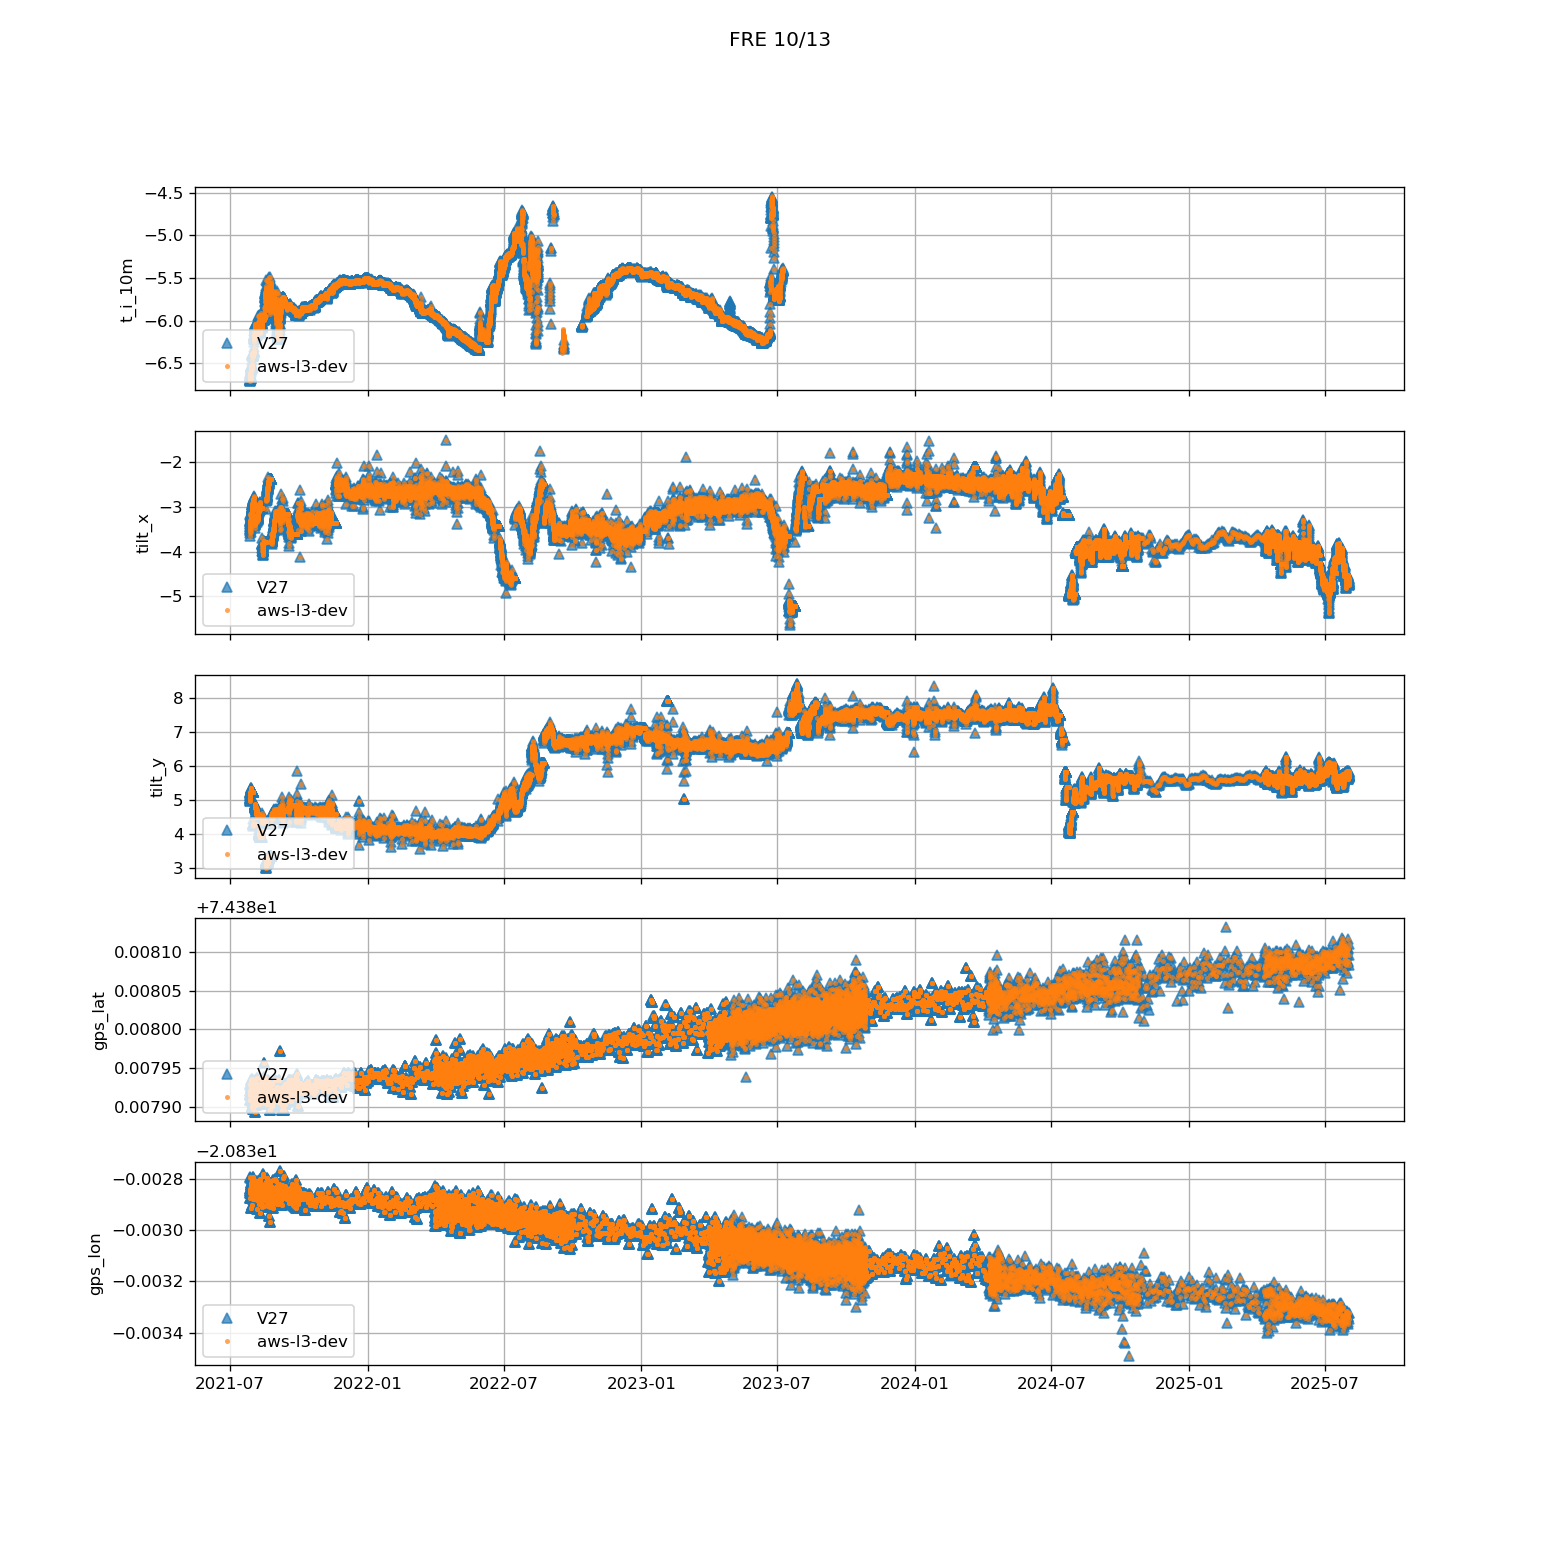 FRE 10/13
t_i_10m
−4.5
−5.0
−5.5
−6.0
−6.5
V27
aws-l3-dev
tilt_x
−2
−3
−4
−5
V27
aws-l3-dev
tilt_y
8
7
6
5
4
3
V27
aws-l3-dev
+7.438e1
gps_lat
0.00810
0.00805
0.00800
0.00795
0.00790
V27
aws-l3-dev
−2.083e1
gps_lon
−0.0028
−0.0030
−0.0032
−0.0034
V27
aws-l3-dev
2021-07 2022-01 2022-07 2023-01 2023-07 2024-01 2024-07 2025-01 2025-07